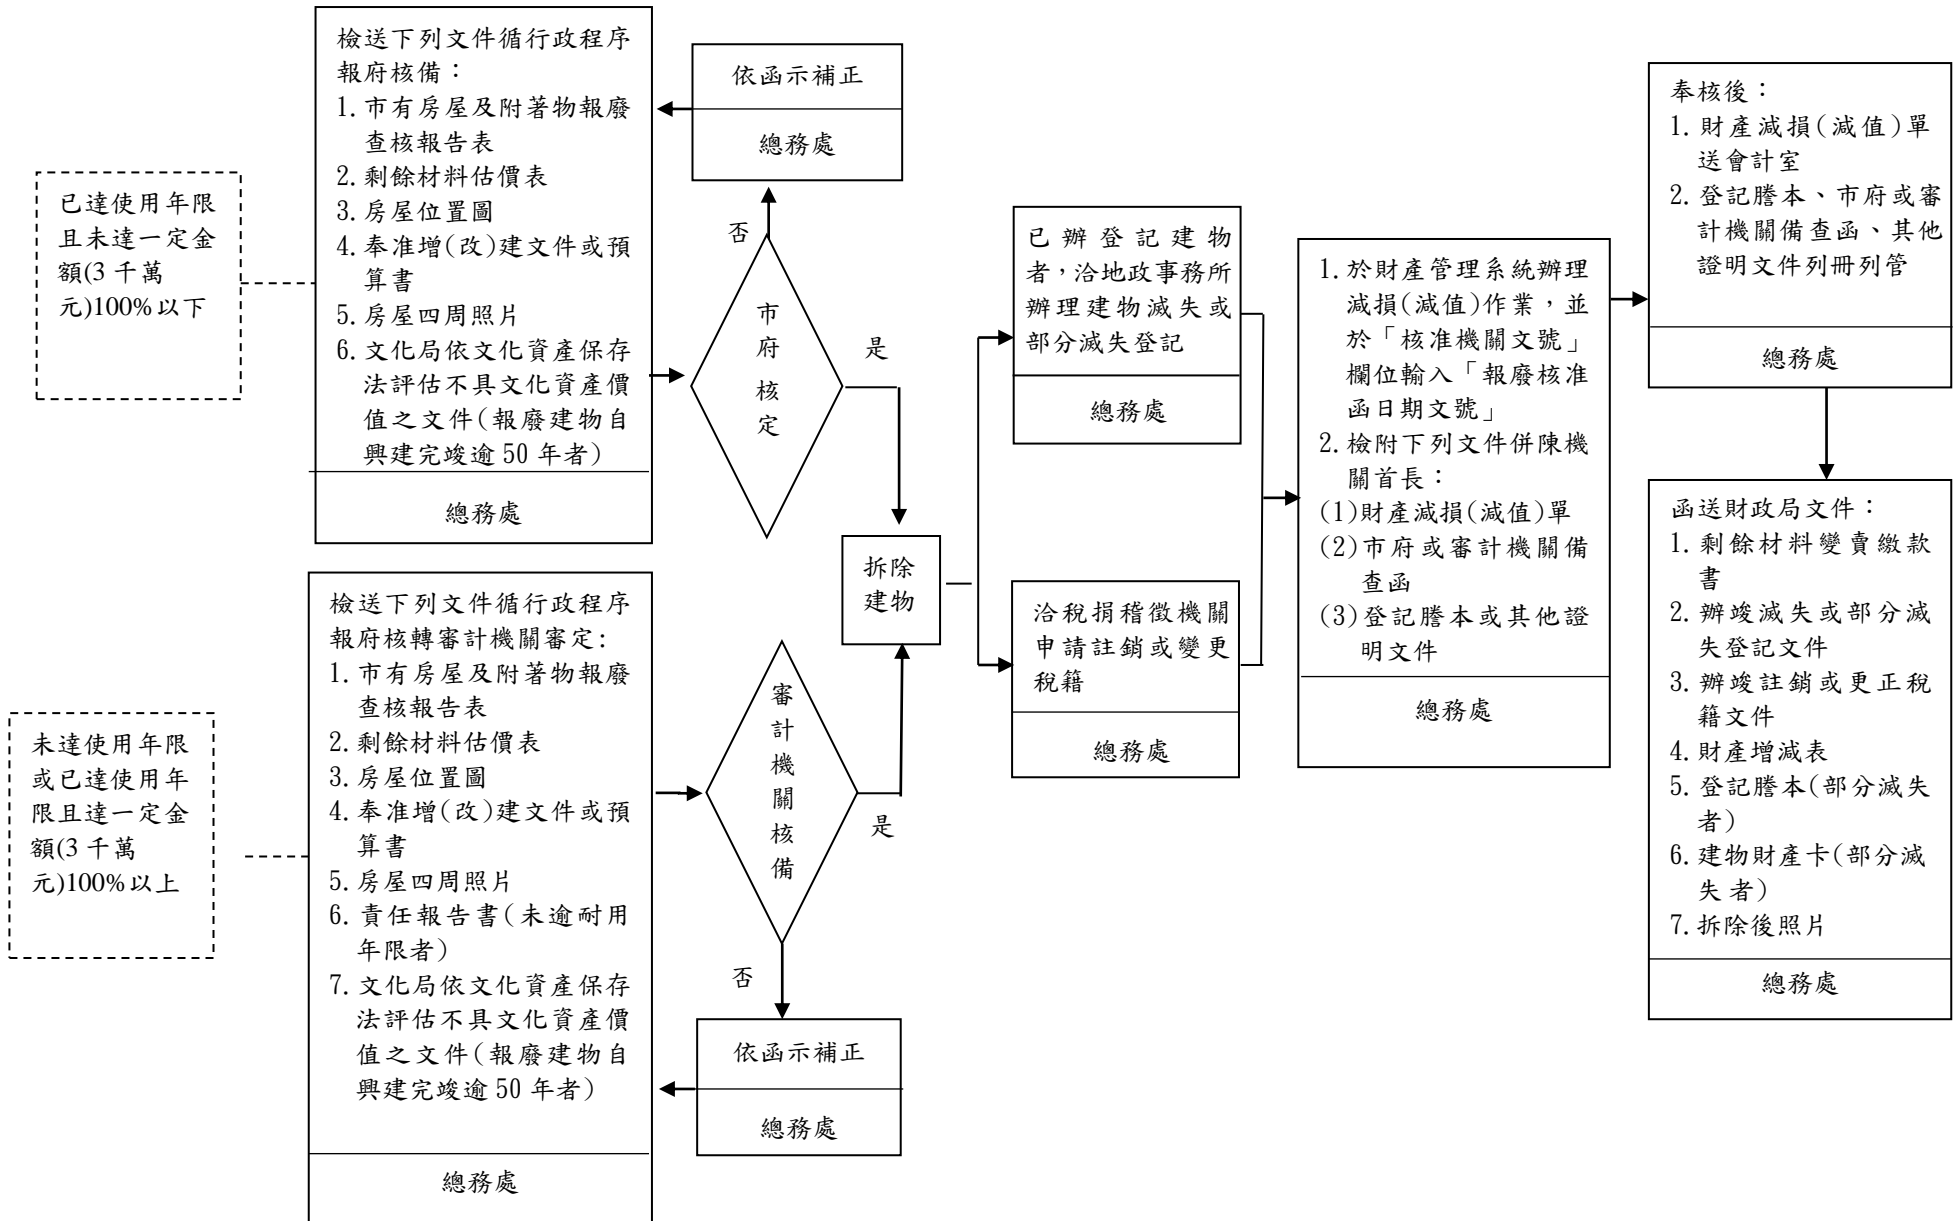 已達使用年限
且未達一定金
額(3 千萬
元)100%以下
檢送下列文件循行政程序
報府核備：
1.市有房屋及附著物報廢
查核報告表
2.剩餘材料估價表
3.房屋位置圖
4.奉准增(改)建文件或預
算書
5.房屋四周照片
6.文化局依文化資產保存
法評估不具文化資產價
值之文件(報廢建物自
興建完竣逾 50 年者)
總務處
依函示補正
總務處
否
市
府
核
定
是
未達使用年限
或已達使用年
限且達一定金
額(3 千萬
元)100%以上
檢送下列文件循行政程序
報府核轉審計機關審定:
1.市有房屋及附著物報廢
查核報告表
2.剩餘材料估價表
3.房屋位置圖
4.奉准增(改)建文件或預
算書
5.房屋四周照片
6.責任報告書(未逾耐用
年限者)
7.文化局依文化資產保存
法評估不具文化資產價
值之文件(報廢建物自
興建完竣逾 50 年者)
總務處
審
計
機
關
核
備
是
否
依函示補正
總務處
拆除
建物
已辦登記建物
者，洽地政事務所
辦理建物滅失或
部分滅失登記
總務處
洽稅捐稽徵機關
申請註銷或變更
稅籍
總務處
1.於財產管理系統辦理
減損(減值)作業，並
於「核准機關文號」
欄位輸入「報廢核准
函日期文號」
2.檢附下列文件併陳機
關首長：
(1)財產減損(減值)單
(2)市府或審計機關備
查函
(3)登記謄本或其他證
明文件
總務處
奉核後：
1.財產減損(減值)單
送會計室
2.登記謄本、市府或審
計機關備查函、其他
證明文件列冊列管
總務處
函送財政局文件：
1.剩餘材料變賣繳款
書
2.辦竣滅失或部分滅
失登記文件
3.辦竣註銷或更正稅
籍文件
4.財產增減表
5.登記謄本(部分滅失
者)
6.建物財產卡(部分滅
失者)
7.拆除後照片
總務處